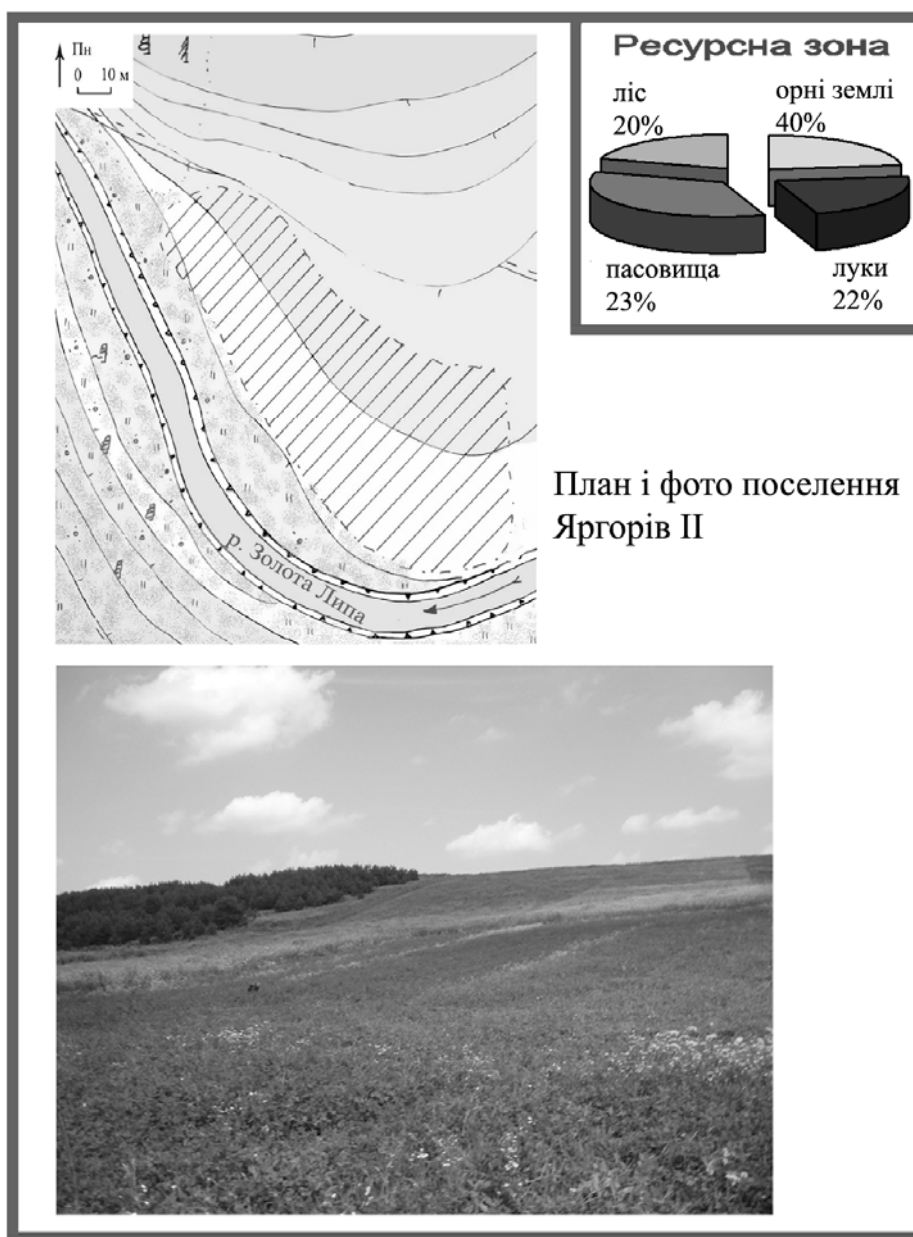 Пн
0 10 м
р. Золота Липа
Ресурсна зона
ліс
20%
орні землі
40%
пасовища
23%
луки
22%
План і фото поселення
Яргорів II